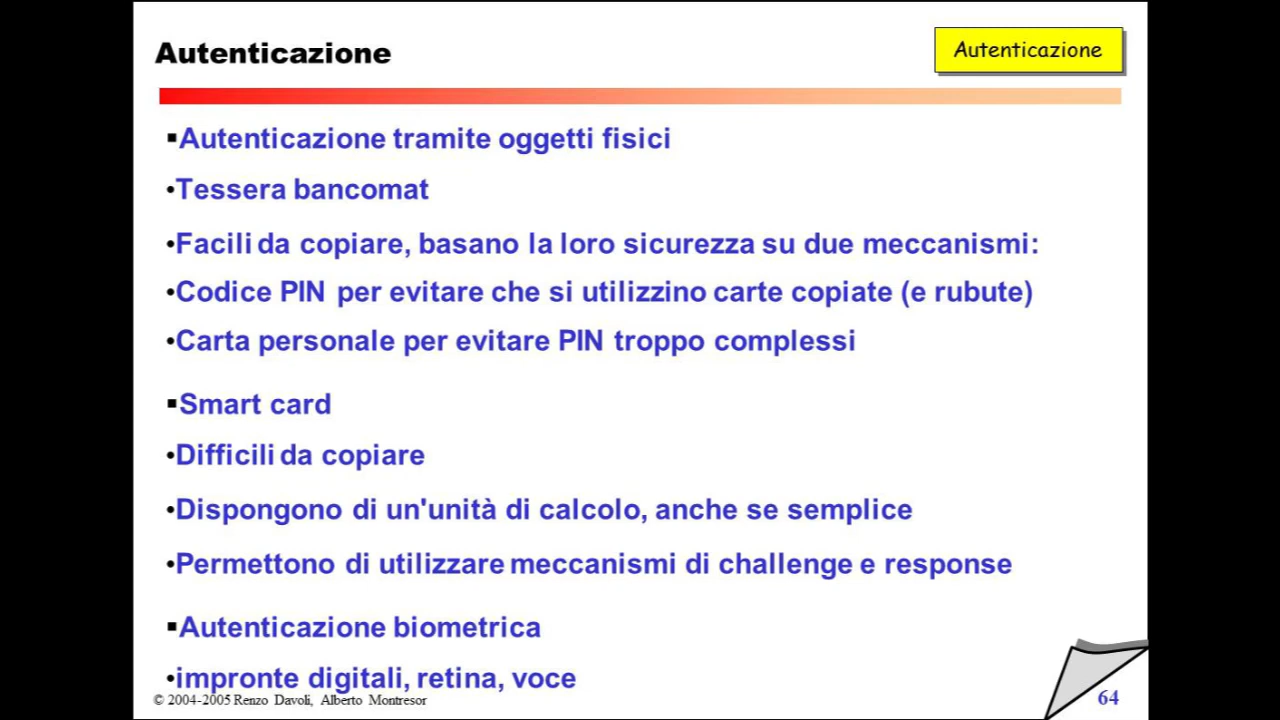 Autenticazione
Autenticazione
▪Autenticazione tramite oggetti fisici
•Tessera bancomat
•Facili da copiare, basano la loro sicurezza su due meccanismi:
•Codice PIN per evitare che si utilizzino carte copiate (e rubute)
•Carta personale per evitare PIN troppo complessi
▪Smart card
•Difficili da copiare
•Dispongono di un'unità di calcolo, anche se semplice
•Permettono di utilizzare meccanismi di challenge e response
▪Autenticazione biometrica
•impronte digitali, retina, voce
© 2004-2005 Renzo Davoli, Alberto Montresor
64